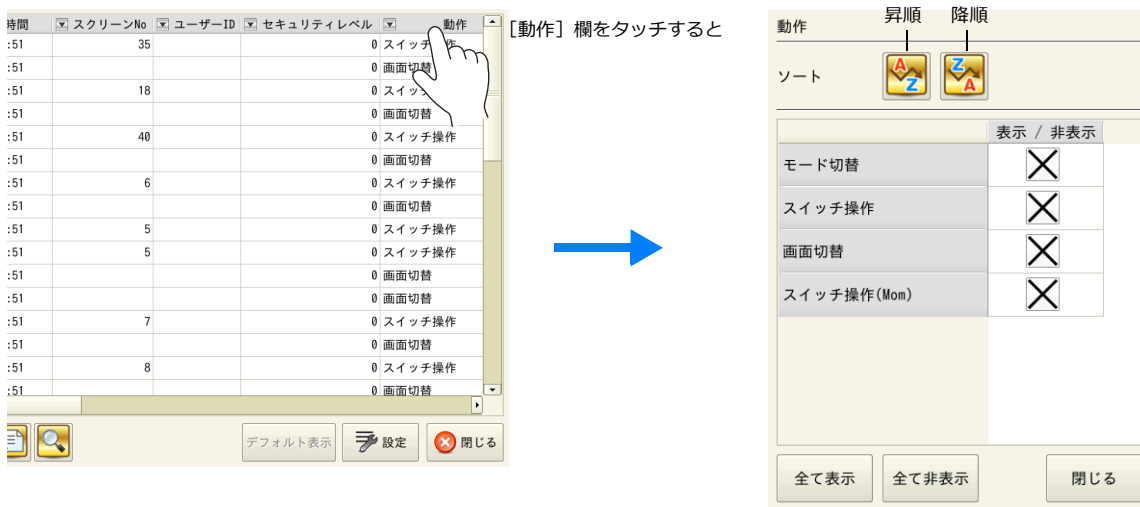 時間 スクリーンNo ユーザーID セキュリティレベル 動作
:51 35 0 スイッチ操作
:51 0 画面切替
:51 18 0 スイッ
:51 0 画面切替
:51 40 0 スイッチ操作
:51 0 画面切替
:51 6 0 スイッチ操作
:51 0 画面切替
:51 5 0 スイッチ操作
:51 5 0 スイッチ操作
:51 0 画面切替
:51 0 画面切替
:51 7 0 スイッチ操作
:51 0 画面切替
:51 8 0 スイッチ操作
:51 0 画面切替
デフォルト表示 設定 閉じる
[動作] 欄をタッチすると
昇順 降順
動作
ソート
A Z
Z A
表示 / 非表示
モード切替
スイッチ操作
画面切替
スイッチ操作(Mom)
全て表示 全て非表示 閉じる